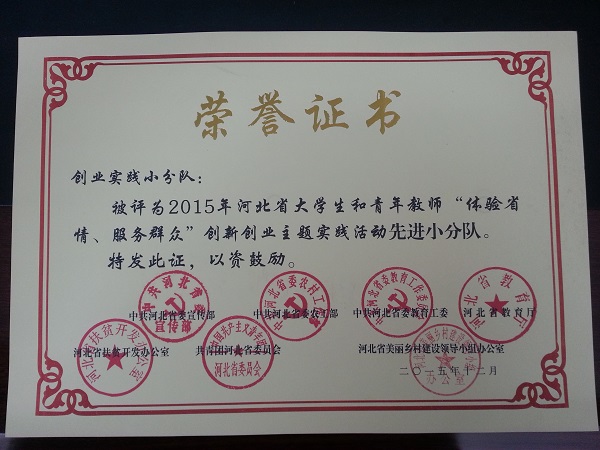 荣誉证书
创业实践小分队：
被评为2015年河北省大学生和青年教师“体验省
情、服务群众”创新创业主题实践活动先进小分队。
特发此证，以资鼓励。
中共河北省委宣传部 中共河北省委农工部 中共河北省委教育工委 河北省教育厅
河北省扶贫开发办公室 共青团河北省委员会 河北省美丽乡村建设领导小组办公室
二〇一五年十二月